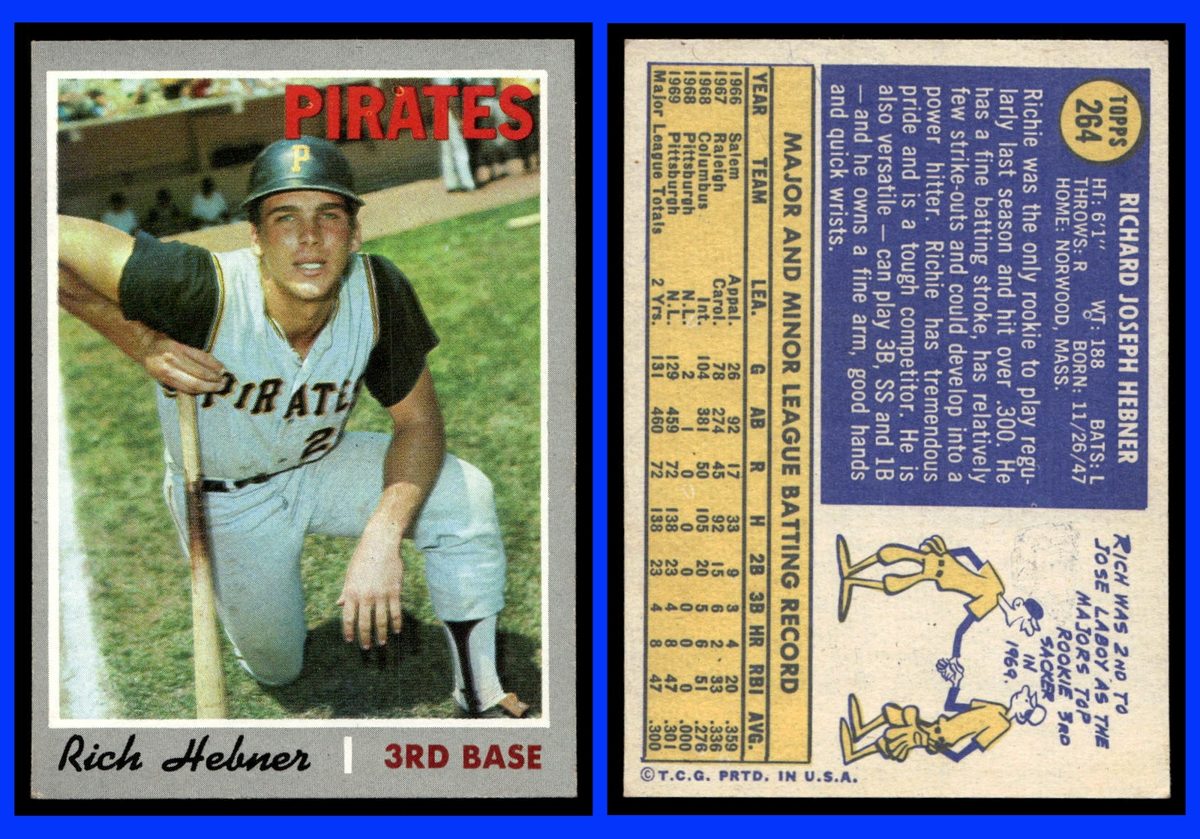 PIRATES
P
PIRATE
2
Rich Hebner | 3RD BASE
TOPPS
264
RICHARD JOSEPH HEBNER
HT: 6'1" WT: 188 BATS: L
THROWS: R BORN: 11/26/47
HOME: NORWOOD, MASS.
Richie was the only rookie to play regu-
larly last season and hit over .300. He
has a fine batting stroke, has relatively
few strike-outs and could develop into a
power hitter. Richie has tremendous
pride and is a tough competitor. He is
also versatile — can play 3B, SS and 1B
— and he owns a fine arm, good hands
and quick wrists.
RICH WAS 2ND TO
JOSE LABOY AS THE
MAJORS TOP
ROOKIE 3RD
SACKER
IN
1969.
MAJOR AND MINOR LEAGUE BATTING RECORD
YEAR TEAM LEA. G AB R H 2B 3B HR RBI AVG.
1966 Salem Appal. 26 92 17 33 9 3 4 20 .359
1967 Raleigh Carol. 78 274 45 92 15 6 2 33 .336
1968 Columbus Int. 104 381 50 105 20 5 6 51 .276
1968 Pittsburgh N.L. 2 1 0 0 0 0 0 0 .000
1969 Pittsburgh N.L. 129 459 72 138 23 4 8 47 .301
Major League Totals 2 Yrs. 131 460 72 138 23 4 8 47 .300
© T.C.G. PRTD. IN U.S.A.